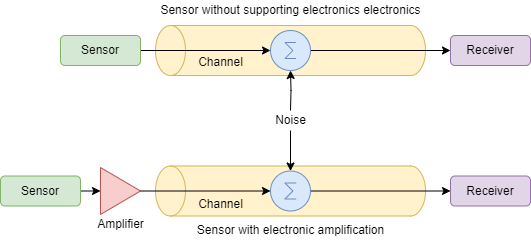 Sensor without supporting electronics electronics
Sensor
Channel
Σ
Receiver
Noise
Sensor
Amplifier
Channel
Σ
Receiver
Sensor with electronic amplification